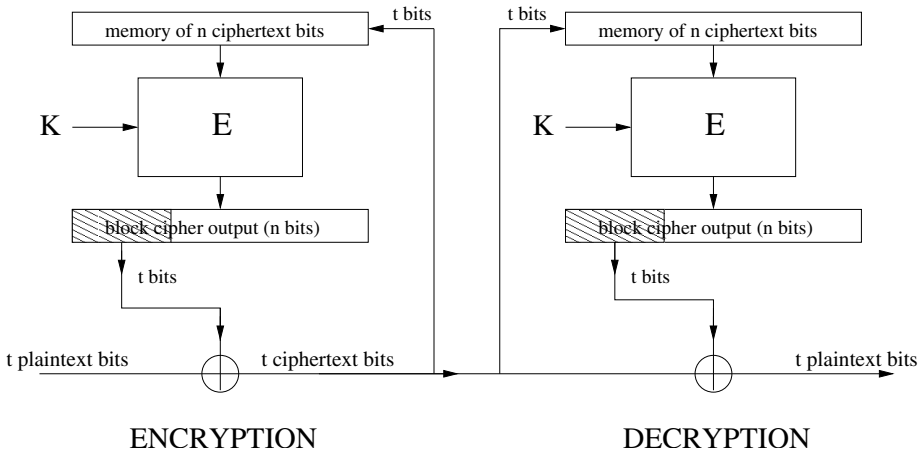 t bits
memory of n ciphertext bits
K
E
block cipher output (n bits)
t bits
t plaintext bits
t ciphertext bits
ENCRYPTION
t bits
memory of n ciphertext bits
K
E
block cipher output (n bits)
t bits
t plaintext bits
DECRYPTION